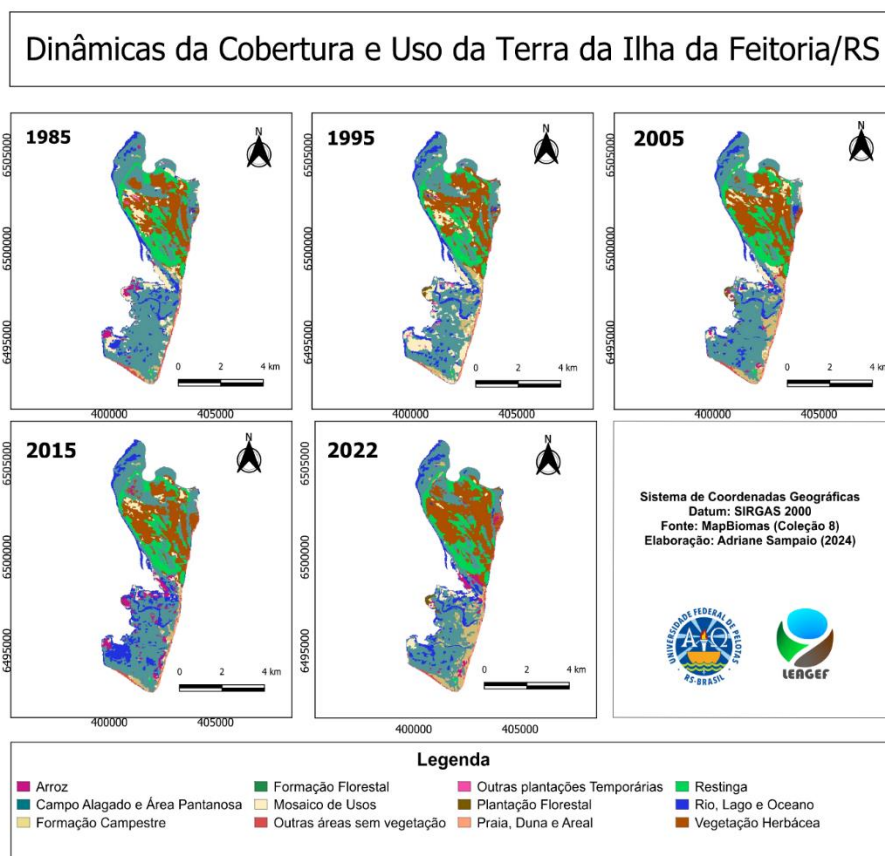 Dinâmicas da Cobertura e Uso da Terra da Ilha da Feitoria/RS
1985
N
6505000
6500000
6495000
0 2 4 km
400000 405000
1995
N
6505000
6500000
6495000
0 2 4 km
400000 405000
2005
N
6505000
6500000
6495000
0 2 4 km
400000 405000
2015
N
6505000
6500000
6495000
0 2 4 km
400000 405000
2022
N
6505000
6500000
6495000
0 2 4 km
400000 405000
Sistema de Coordenadas Geográficas
Datum: SIRGAS 2000
Fonte: MapBiomas (Coleção 8)
Elaboração: Adriane Sampaio (2024)
UNIVERSIDADE FEDERAL DE PELOTAS
Α Ω
RS-BRASIL
LEAGEF
Legenda
Arroz
Campo Alagado e Área Pantanosa
Formação Campestre
Formação Florestal
Mosaico de Usos
Outras áreas sem vegetação
Outras plantações Temporárias
Plantação Florestal
Praia, Duna e Areal
Restinga
Rio, Lago e Oceano
Vegetação Herbácea